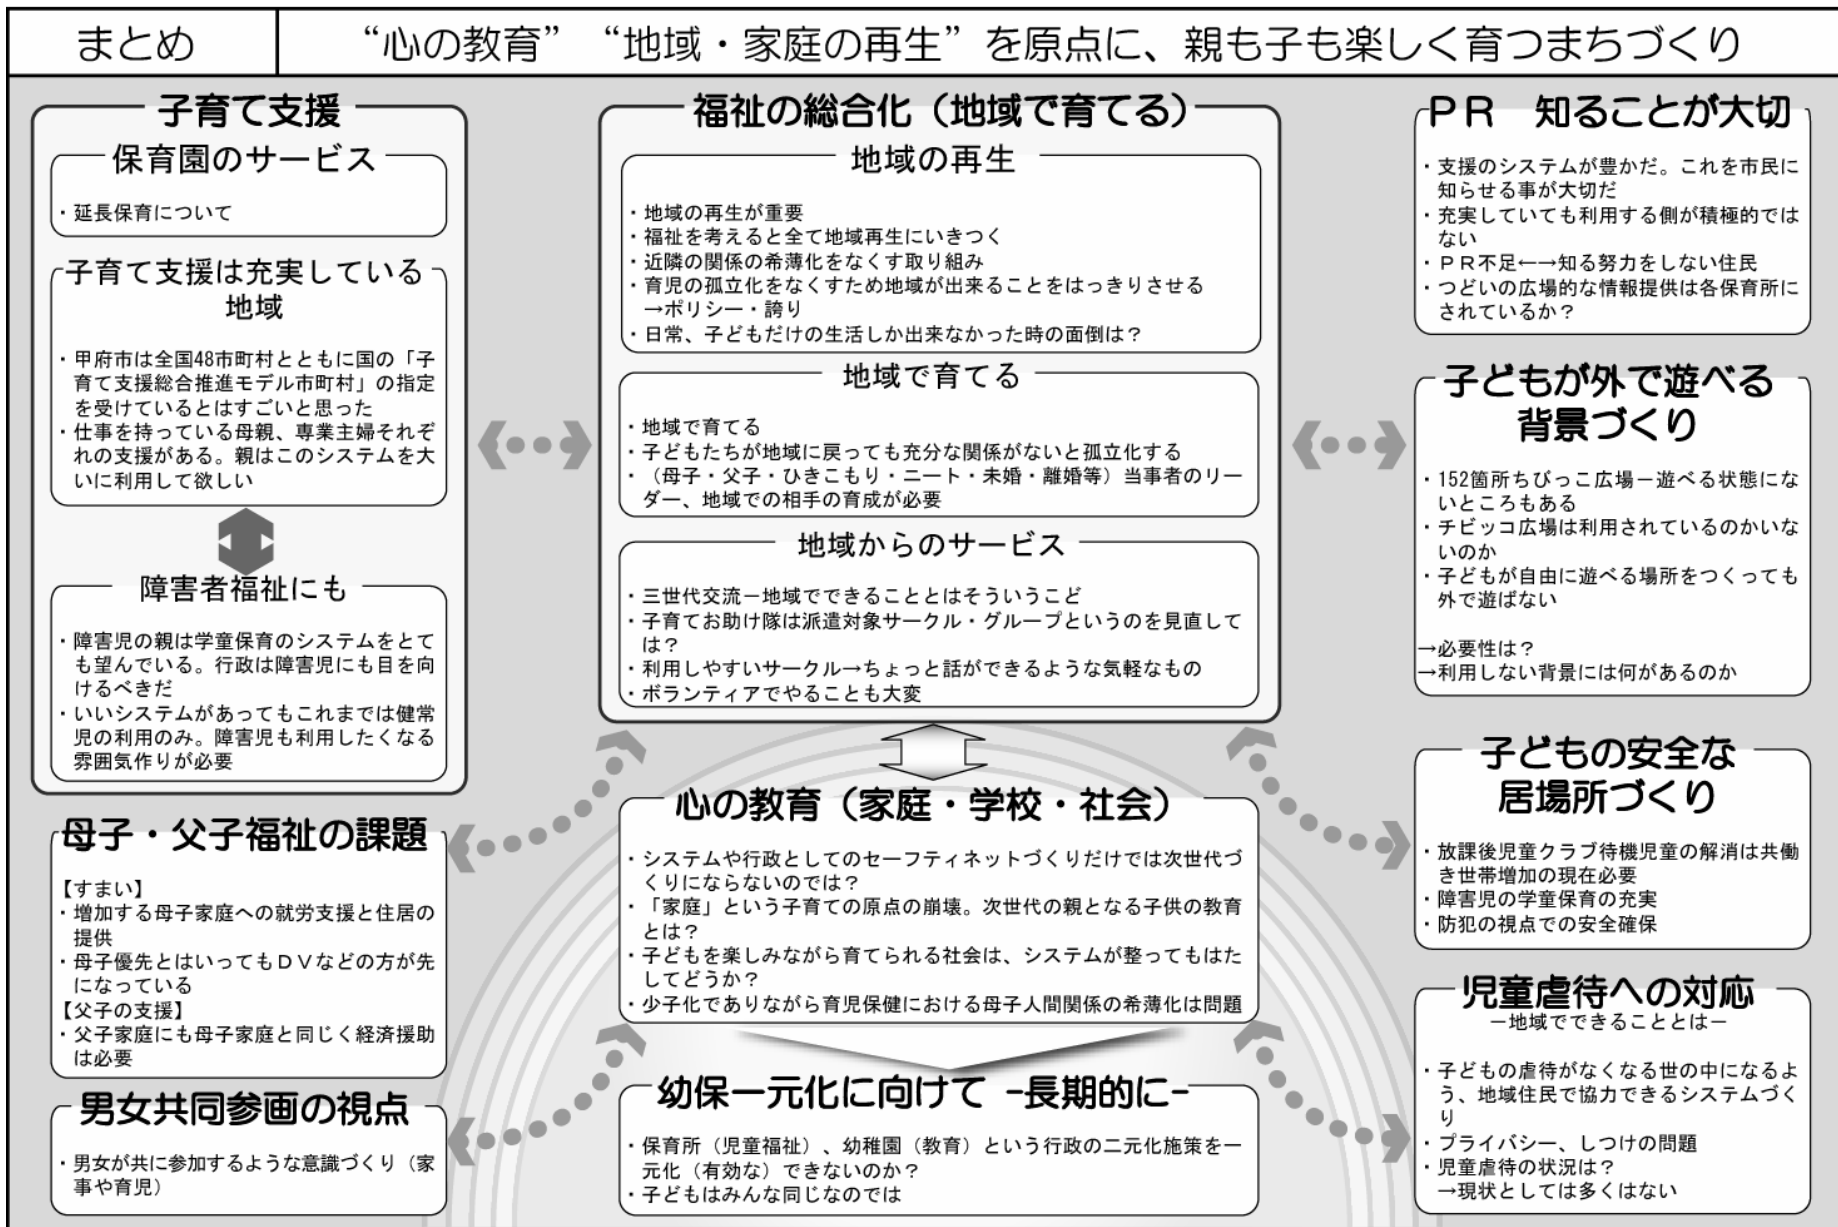 まとめ
“心の教育”“地域・家庭の再生”を原点に、親も子も楽しく育つまちづくり
子育て支援
保育園のサービス
・延長保育について
子育て支援は充実している
地域
・甲府市は全国48市町村とともに国の「子
育て支援総合推進モデル市町村」の指定
を受けているとはすごいと思った
・仕事を持っている母親、専業主婦それぞ
れの支援がある。親はこのシステムを大
いに利用して欲しい
障害者福祉にも
・障害児の親は学童保育のシステムをとて
も望んでいる。行政は障害児にも目を向
けるべきだ
・いいシステムがあってもこれまでは健常
児の利用のみ。障害児も利用したくなる
雰囲気作りが必要
母子・父子福祉の課題
【すまい】
・増加する母子家庭への就労支援と住居の
提供
・母子優先とはいってもＤＶなどの方が先
になっている
【父子の支援】
・父子家庭にも母子家庭と同じく経済援助
は必要
男女共同参画の視点
・男女が共に参加するような意識づくり（家
事や育児）
福祉の総合化（地域で育てる）
地域の再生
・地域の再生が重要
・福祉を考えると全て地域再生にいきつく
・近隣の関係の希薄化をなくす取り組み
・育児の孤立化をなくすため地域が出来ることをはっきりさせる
→ポリシー・誇り
・日常、子どもだけの生活しか出来なかった時の面倒は？
地域で育てる
・地域で育てる
・子どもたちが地域に戻っても充分な関係がないと孤立化する
・（母子・父子・ひきこもり・ニート・未婚・離婚等）当事者のリー
ダー、地域での相手の育成が必要
地域からのサービス
・三世代交流－地域でできることとはそういうこど
・子育てお助け隊は派遣対象サークル・グループというのを見直して
は？
・利用しやすいサークル→ちょっと話ができるような気軽なもの
・ボランティアでやることも大変
心の教育（家庭・学校・社会）
・システムや行政としてのセーフティネットづくりだけでは次世代づ
くりにならないのでは？
・「家庭」という子育ての原点の崩壊。次世代の親となる子供の教育
とは？
・子どもを楽しみながら育てられる社会は、システムが整ってもはた
してどうか？
・少子化でありながら育児保健における母子人間関係の希薄化は問題
幼保一元化に向けて -長期的に-
・保育所（児童福祉）、幼稚園（教育）という行政の二元化施策を一
元化（有効な）できないのか？
・子どもはみんな同じなのでは
ＰＲ　知ることが大切
・支援のシステムが豊かだ。これを市民に
知らせる事が大切だ
・充実していても利用する側が積極的では
ない
・ＰＲ不足←→知る努力をしない住民
・つどいの広場的な情報提供は各保育所に
されているか？
子どもが外で遊べる
背景づくり
・152箇所ちびっこ広場－遊べる状態にな
いところもある
・チビッコ広場は利用されているのかいな
いのか
・子どもが自由に遊べる場所をつくっても
外で遊ばない
→必要性は？
→利用しない背景には何があるのか
子どもの安全な
居場所づくり
・放課後児童クラブ待機児童の解消は共働
き世帯増加の現在必要
・障害児の学童保育の充実
・防犯の視点での安全確保
児童虐待への対応
－地域でできることとは－
・子どもの虐待がなくなる世の中になるよ
う、地域住民で協力できるシステムづく
り
・プライバシー、しつけの問題
・児童虐待の状況は？
→現状としては多くはない